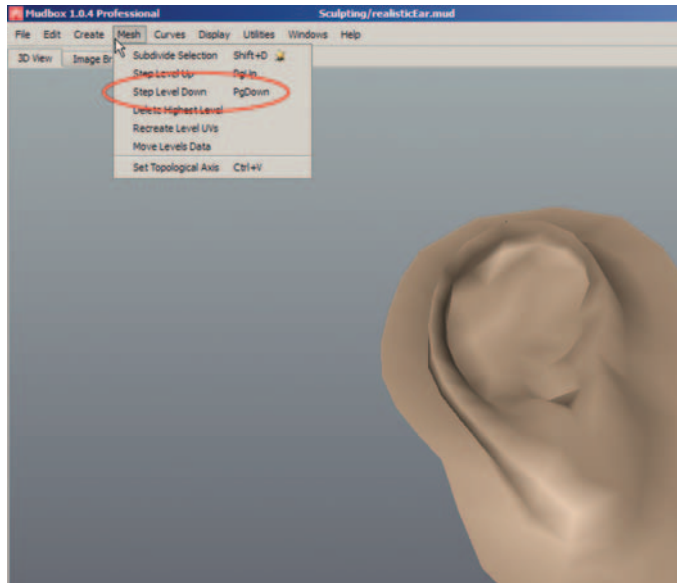 Mudbox 1.0.4 Professional Sculpting/realisticEar.mud
File Edit Create Mesh Curves Display Utilities Windows Help
3D View Image Br
Subdivide Selection Shift+D
Step Level Up PgUp
Step Level Down PgDown
Delete Highest Level
Recreate Level UVs
Move Levels Data
Set Topological Axis Ctrl+V